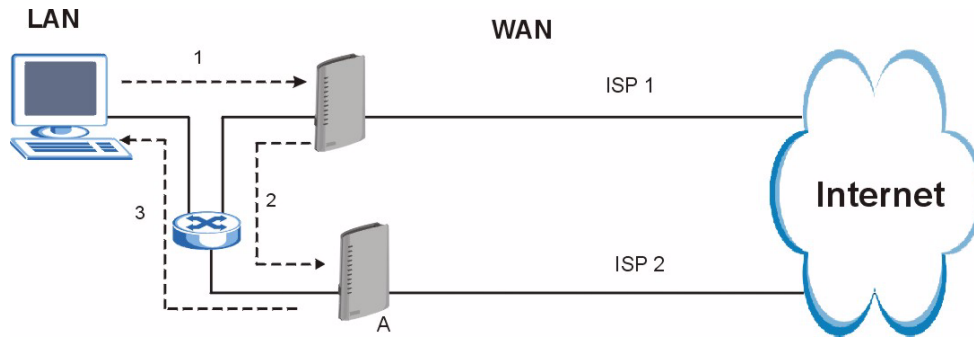 LAN
WAN
1
ISP 1
2
3
Internet
ISP 2
A